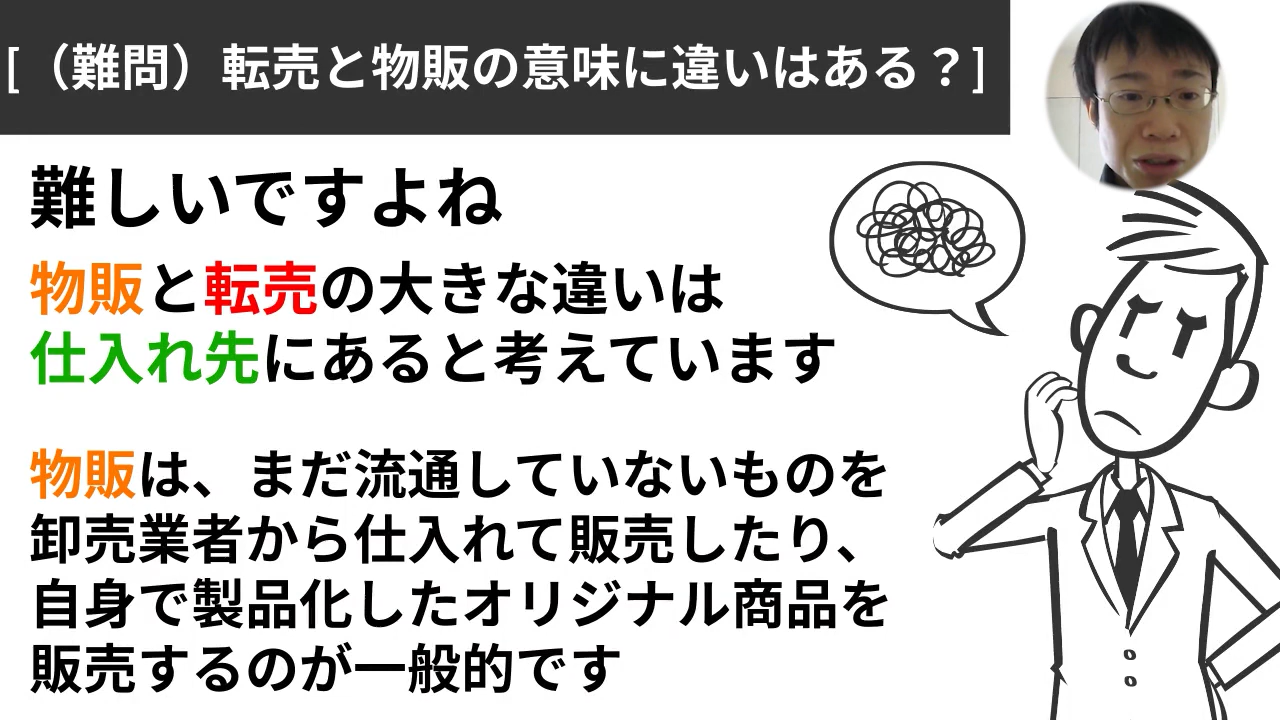 [（難問）転売と物販の意味に違いはある？]
難しいですよね
物販と転売の大きな違いは
仕入れ先にあると考えています
物販は、まだ流通していないものを
卸売業者から仕入れて販売したり、
自身で製品化したオリジナル商品を
販売するのが一般的です